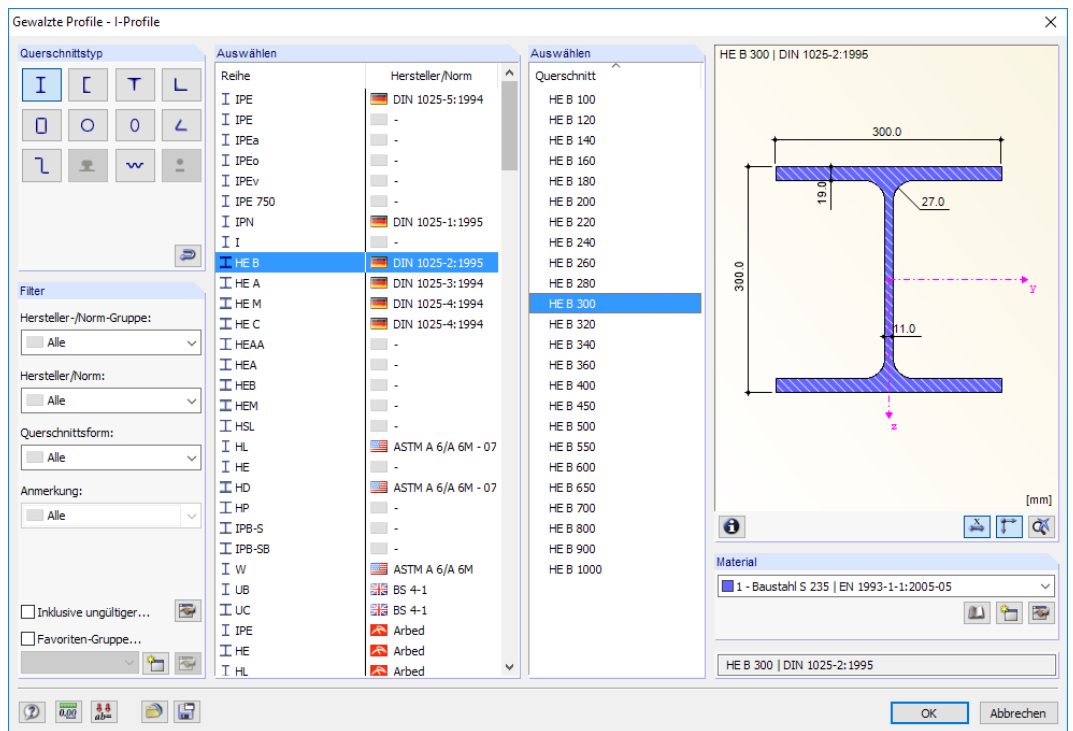 Gewalzte Profile - I-Profile
Querschnittstyp
Filter
Hersteller-/Norm-Gruppe:
Alle
Hersteller/Norm:
Alle
Querschnittsform:
Alle
Anmerkung:
Alle
Inklusive ungültiger...
Favoriten-Gruppe...
Auswählen
Reihe Hersteller/Norm
IPE DIN 1025-5:1994
IPE -
IPEa -
IPEo -
IPEv -
IPE 750 -
IPN DIN 1025-1:1995
I -
HE B DIN 1025-2:1995
HE A DIN 1025-3:1994
HE M DIN 1025-4:1994
HE C DIN 1025-4:1994
HEAA -
HEA -
HEB -
HEM -
HSL -
HL ASTM A 6/A 6M - 07
HE -
HD ASTM A 6/A 6M - 07
HP -
IPB-S -
IPB-SB -
W ASTM A 6/A 6M
UB BS 4-1
UC BS 4-1
IPE Arbed
HE Arbed
HL Arbed
Auswählen
Querschnitt
HE B 100
HE B 120
HE B 140
HE B 160
HE B 180
HE B 200
HE B 220
HE B 240
HE B 260
HE B 280
HE B 300
HE B 320
HE B 340
HE B 360
HE B 400
HE B 450
HE B 500
HE B 550
HE B 600
HE B 650
HE B 700
HE B 800
HE B 900
HE B 1000
HE B 300 | DIN 1025-2:1995
300.0
19.0
27.0
300.0
y
11.0
z
[mm]
Material
1 - Baustahl S 235 | EN 1993-1-1:2005-05
HE B 300 | DIN 1025-2:1995
0.00
ab=
OK
Abbrechen